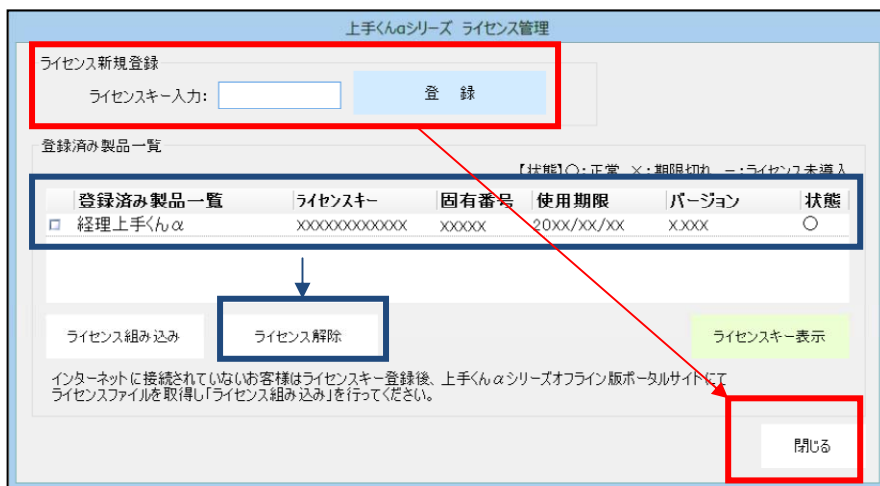 上手くんαシリーズ ライセンス管理
ライセンス新規登録
ライセンスキー入力:
登 録
登録済み製品一覧
【状態】○:正常 ×:期限切れ －:ライセンス未導入
登録済み製品一覧 ライセンスキー 固有番号 使用期限 バージョン 状態
経理上手くんα XXXXXXXXXXXX XXXXX 20XX/XX/XX X.XXX ○
ライセンス組み込み ライセンス解除 ライセンスキー表示
インターネットに接続されていないお客様はライセンスキー登録後、上手くんαシリーズオフライン版ポータルサイトにて
ライセンスファイルを取得し「ライセンス組み込み」を行ってください。
閉じる